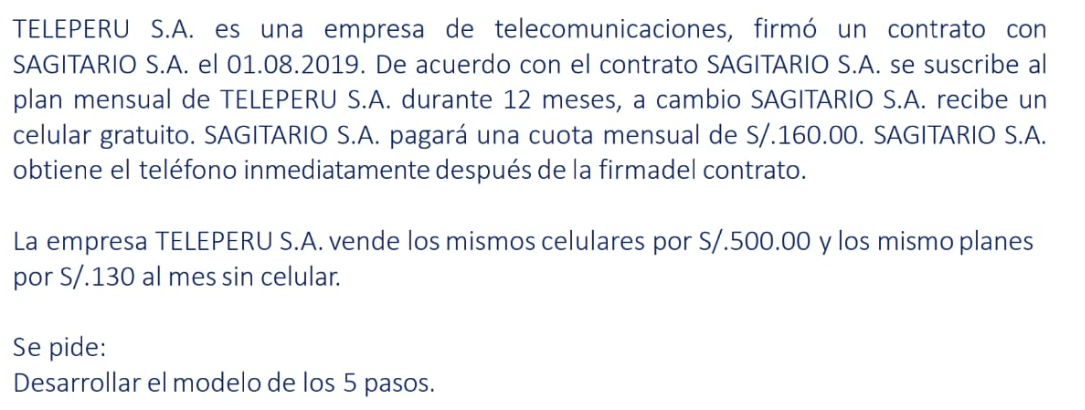 TELEPERU S.A. es una empresa de telecomunicaciones, firmó un contrato con
SAGITARIO S.A. el 01.08.2019. De acuerdo con el contrato SAGITARIO S.A. se suscribe al
plan mensual de TELEPERU S.A. durante 12 meses, a cambio SAGITARIO S.A. recibe un
celular gratuito. SAGITARIO S.A. pagará una cuota mensual de S/.160.00. SAGITARIO S.A.
obtiene el teléfono inmediatamente después de la firmadel contrato.
La empresa TELEPERU S.A. vende los mismos celulares por S/.500.00 y los mismo planes
por S/.130 al mes sin celular.
Se pide:
Desarrollar el modelo de los 5 pasos.